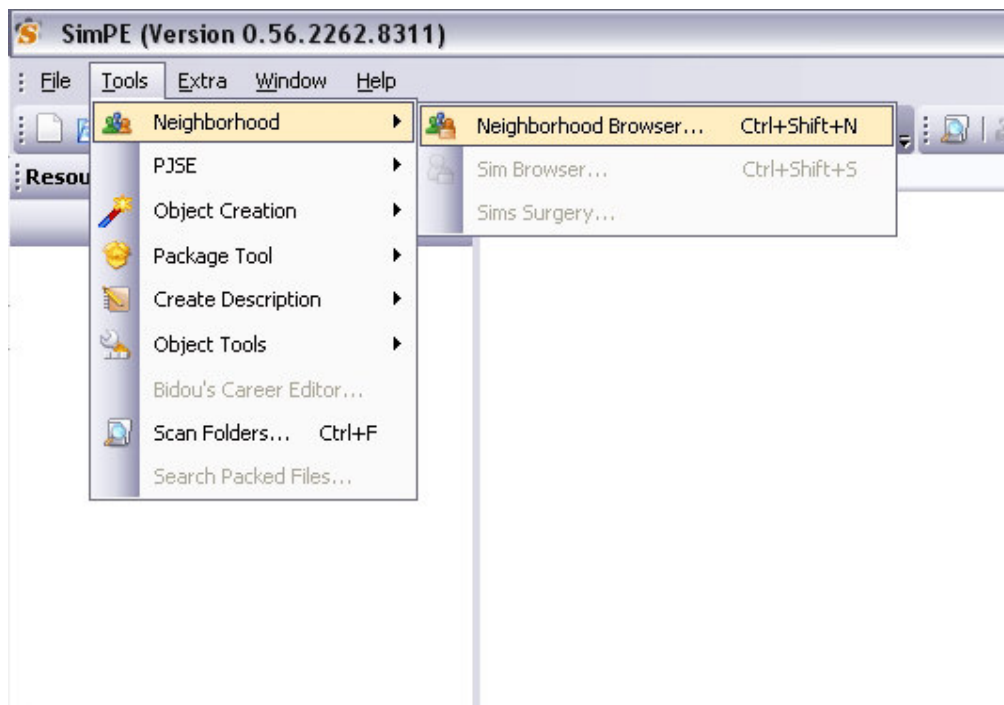 SimPE (Version 0.56.2262.8311)
File Tools Extra Window Help
Neighborhood
Neighborhood Browser... Ctrl+Shift+N
PJSE
Sim Browser... Ctrl+Shift+S
Resou
Object Creation
Sims Surgery...
Package Tool
Create Description
Object Tools
Bidou's Career Editor...
Scan Folders... Ctrl+F
Search Packed Files...